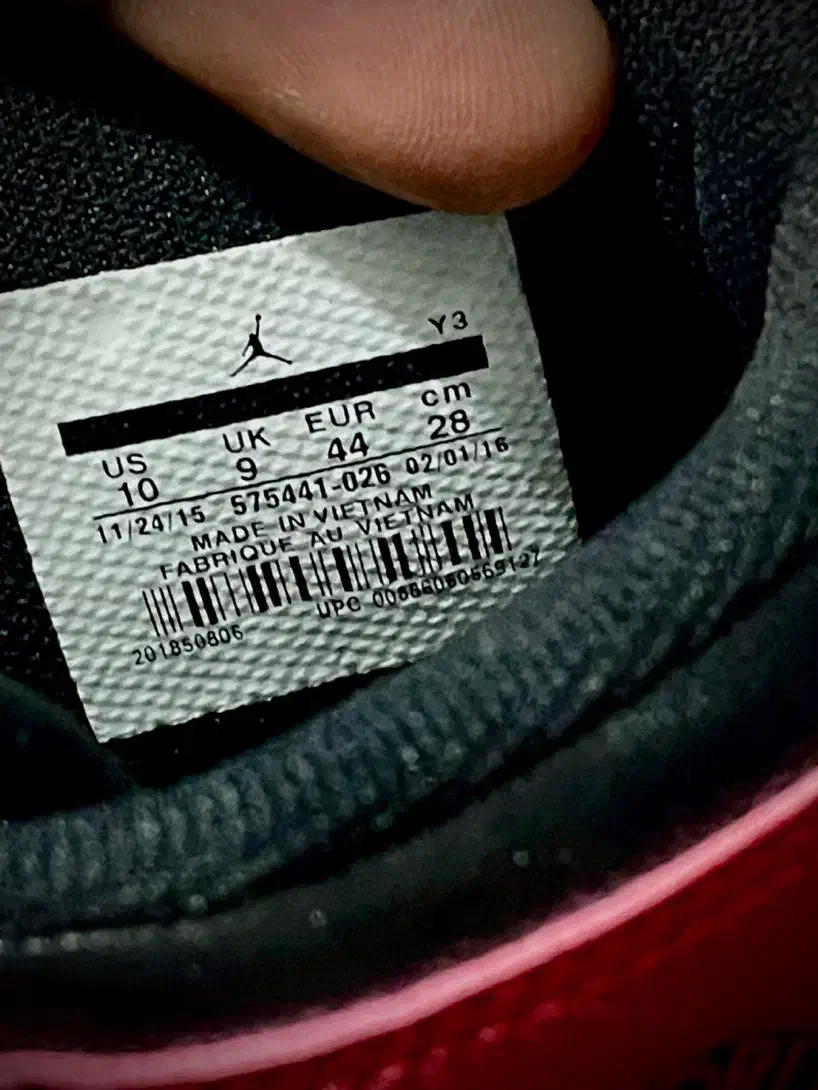 Y3
US UK EUR cm
10 9 44 28
11/24/15 575441-026 02/01/16
MADE IN VIETNAM
FABRIQUE AU VIETNAM
201850806 UPC